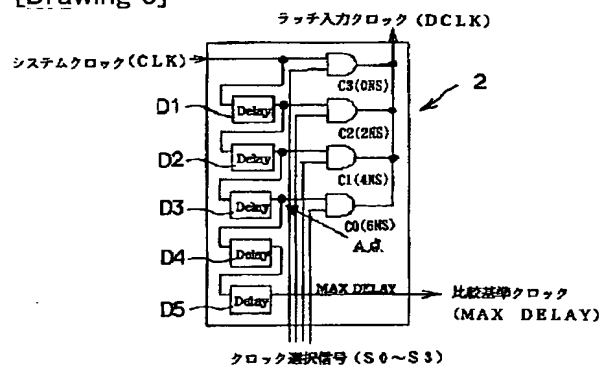 [Drawing 6]
ラッチ入力クロック (DCLK)
システムクロック(CLK)
2
C3(0NS)
D1
Delay
C2(2NS)
D2
Delay
C1(4NS)
D3
Delay
C0(6NS)
A点
D4
Delay
D5
Delay
MAX DELAY
比較基準クロック
(MAX DELAY)
クロック選択信号 (S0〜S3)